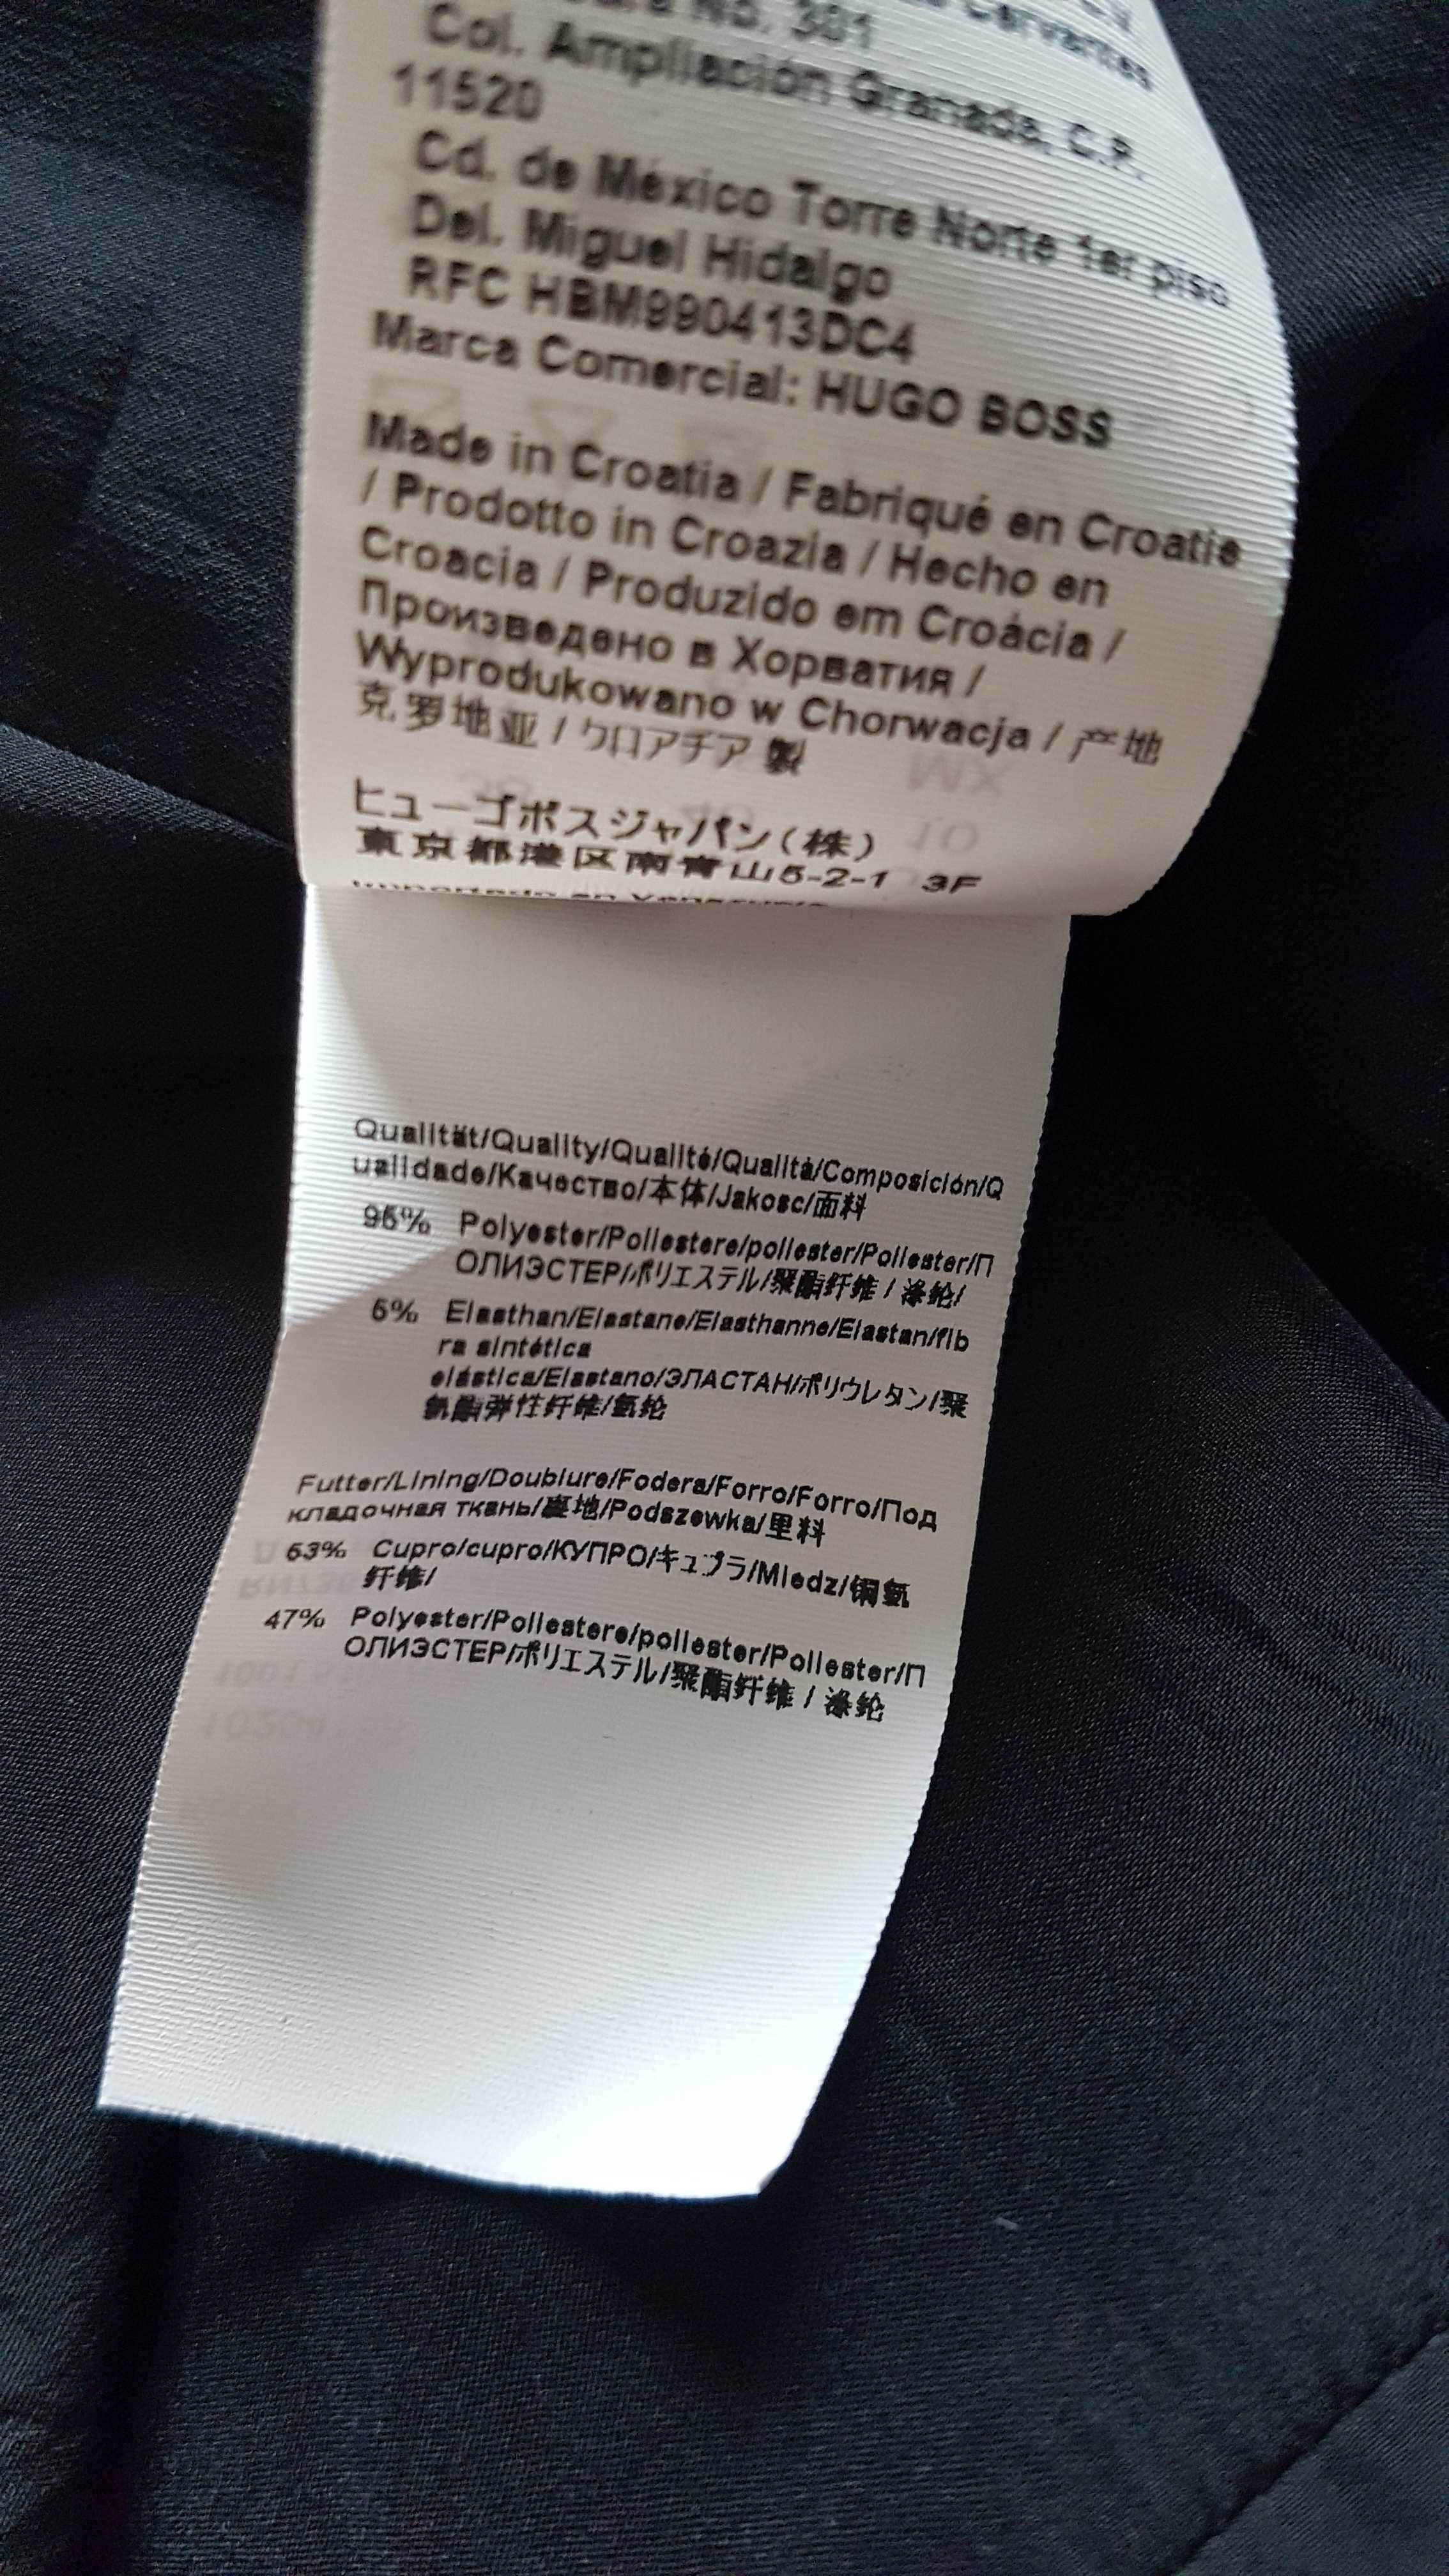 No. 301
Cervantes
Col. Ampliación Granada, C.P.
11520
Cd. de México Torre Norte 1er piso
Del. Miguel Hidalgo
RFC HBM990413DC4
Marca Comercial: HUGO BOSS
Made in Croatia / Fabriqué en Croatie
/ Prodotto in Croazia / Hecho en
Croacia / Produzido em Croácia /
Произведено в Хорватия /
Wyprodukowano w Chorwacja / 产地
克罗地亚 / クロアチア 製
ヒューゴボスジャパン(株)
東京都港区南青山5-2-1 3F
Qualität/Quality/Qualité/Qualità/Composición/Q
ualidade/Качество/本体/Jakosc/面料
95% Polyester/Poliestere/poliester/Poliester/П
ОЛИЭСТЕР/ポリエステル/聚酯纤维 / 涤纶/
5% Elasthan/Elastane/Elasthanne/Elastan/fib
ra sintética
elástica/Elastano/ЭЛАСТАН/ポリウレタン/聚
氨酯弹性纤维/氨纶
Futter/Lining/Doublure/Fodera/Forro/Forro/Под
кладочная ткань/裏地/Podszewka/里料
53% Cupro/cupro/КУПРО/キュプラ/Miedz/铜氨
纤维/
47% Polyester/Poliestere/poliester/Poliester/П
ОЛИЭСТЕР/ポリエステル/聚酯纤维 / 涤纶